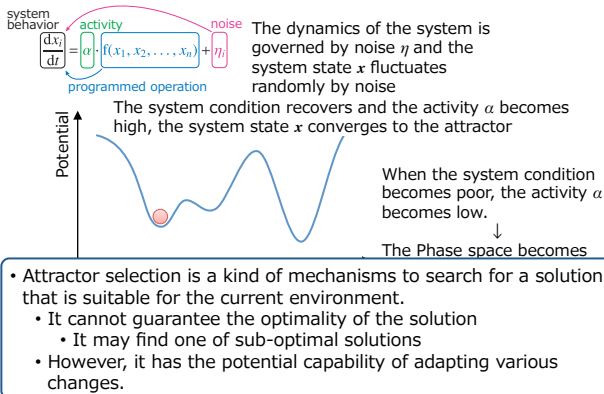 system
behavior
activity
noise
dx_i/dt = α · f(x_1, x_2, . . . , x_n) + η_i
programmed operation
The dynamics of the system is
governed by noise η and the
system state x fluctuates
randomly by noise
The system condition recovers and the activity α becomes
high, the system state x converges to the attractor
Potential
When the system condition
becomes poor, the activity α
becomes low.
↓
The Phase space becomes
• Attractor selection is a kind of mechanisms to search for a solution
that is suitable for the current environment.
• It cannot guarantee the optimality of the solution
• It may find one of sub-optimal solutions
• However, it has the potential capability of adapting various
changes.